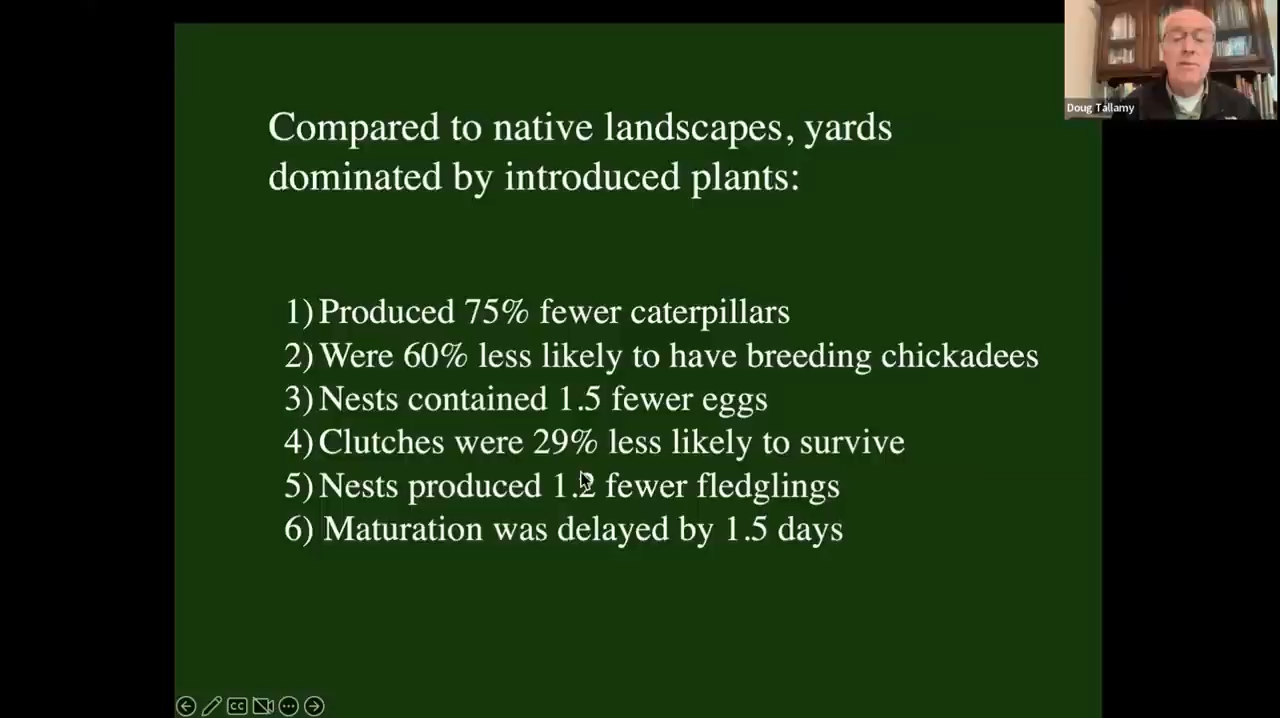 Doug Tallamy
Compared to native landscapes, yards
dominated by introduced plants:
1) Produced 75% fewer caterpillars
2) Were 60% less likely to have breeding chickadees
3) Nests contained 1.5 fewer eggs
4) Clutches were 29% less likely to survive
5) Nests produced 1.2 fewer fledglings
6) Maturation was delayed by 1.5 days
CC